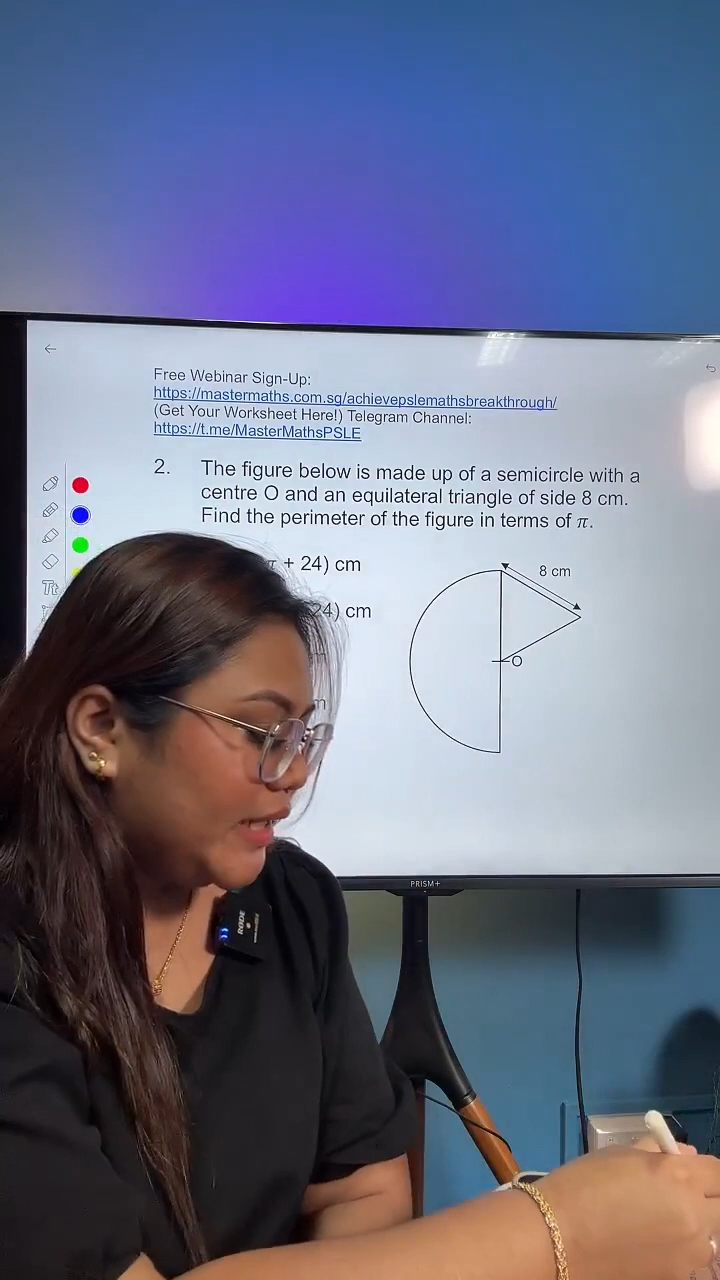 Free Webinar Sign-Up:
https://mastermaths.com.sg/achievepslemathsbreakthrough/
(Get Your Worksheet Here!) Telegram Channel:
https://t.me/MasterMathsPSLE
2. The figure below is made up of a semicircle with a
centre O and an equilateral triangle of side 8 cm.
Find the perimeter of the figure in terms of π.
π + 24) cm
24) cm
8 cm
O
Tt
PRISM+
RODE